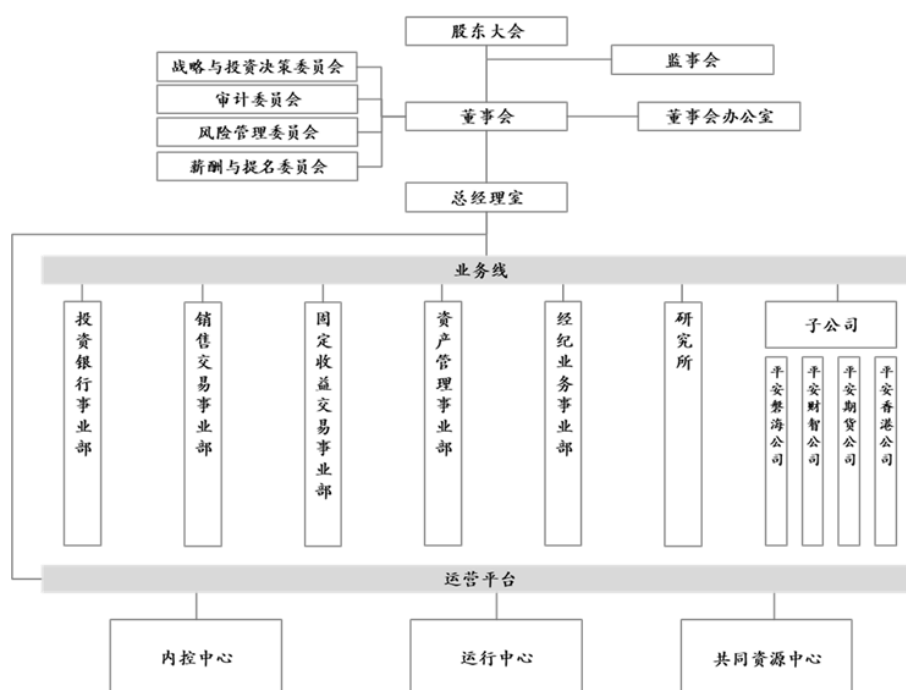 股东大会
监事会
战略与投资决策委员会
审计委员会
风险管理委员会
薪酬与提名委员会
董事会
董事会办公室
总经理室
业务线
投资银行事业部
销售交易事业部
固定收益交易事业部
资产管理事业部
经纪业务事业部
研究所
子公司
平安磐海公司
平安财智公司
平安期货公司
平安香港公司
运营平台
内控中心
运行中心
共同资源中心